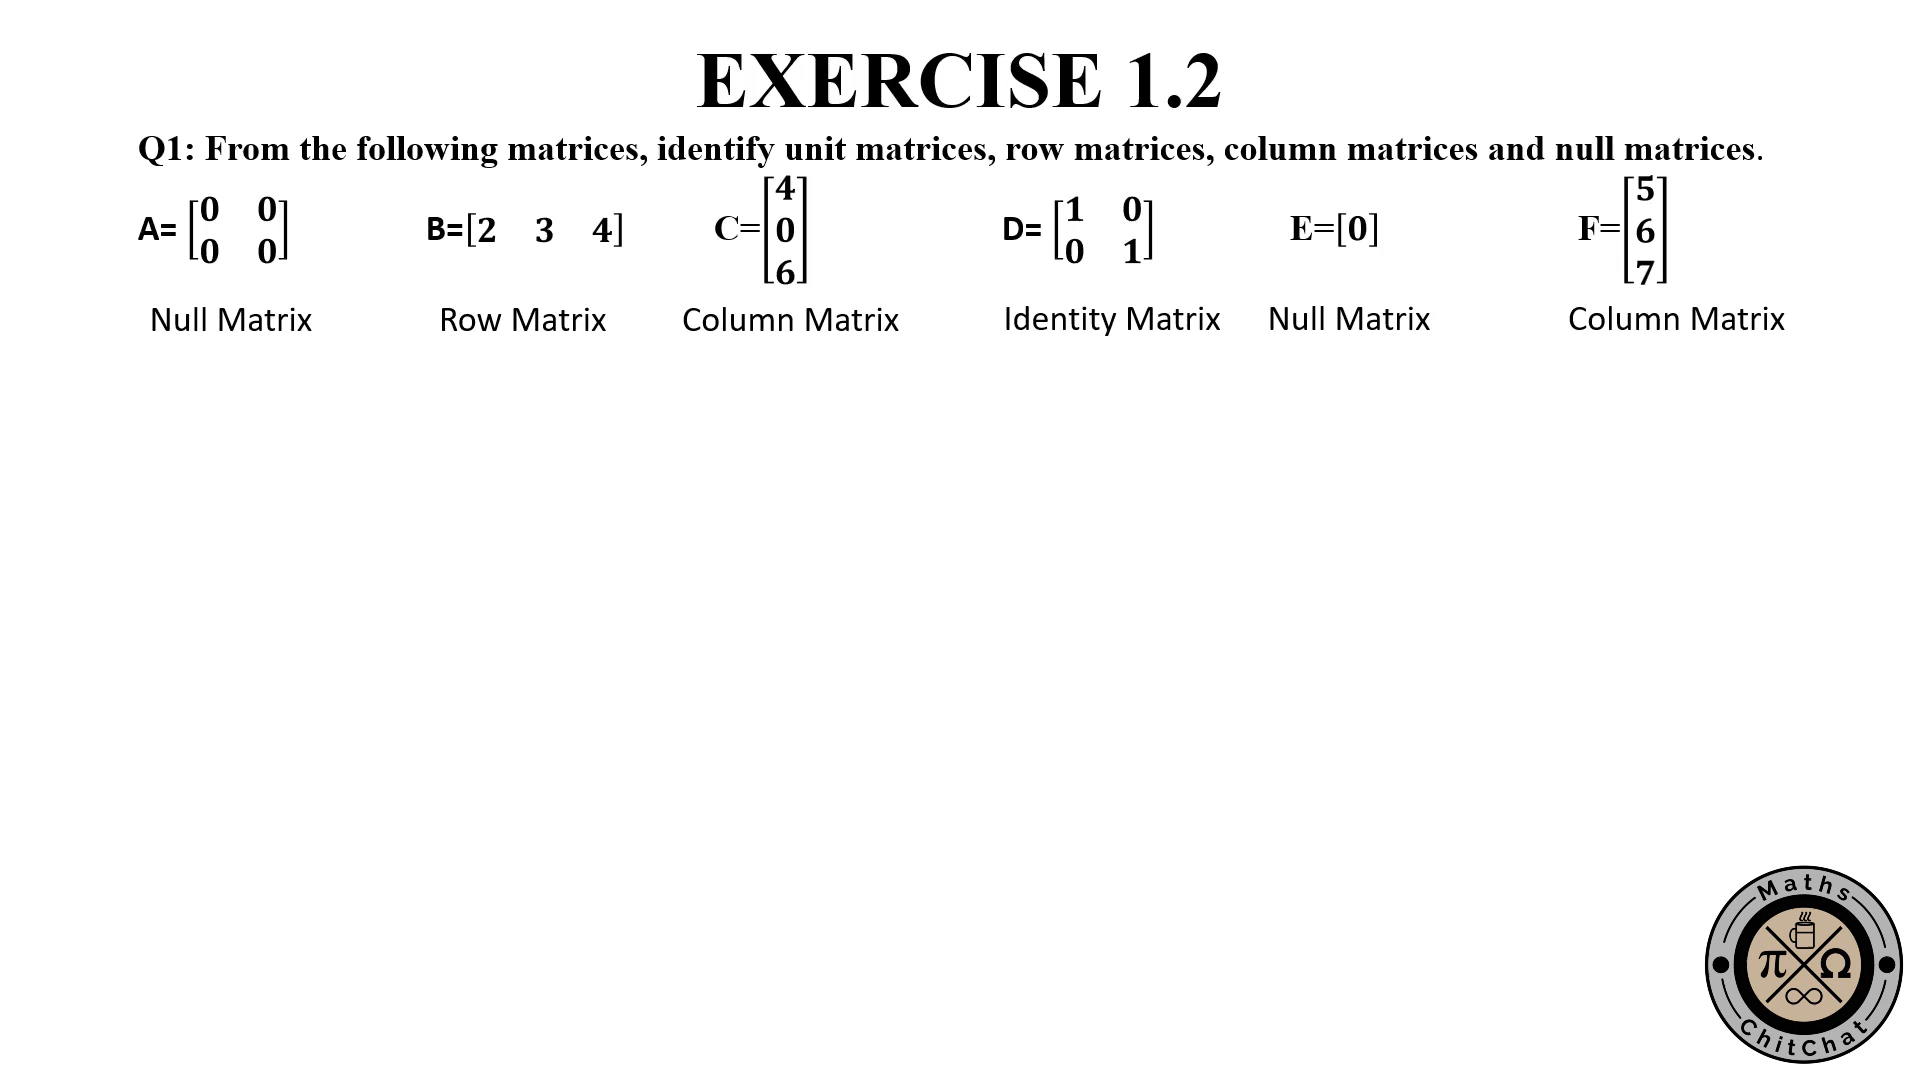 EXERCISE 1.2
Q1: From the following matrices, identify unit matrices, row matrices, column matrices and null matrices.
A= [0 0; 0 0] B=[2 3 4] C=[4; 0; 6] D= [1 0; 0 1] E=[0] F=[5; 6; 7]
Null Matrix Row Matrix Column Matrix Identity Matrix Null Matrix Column Matrix
Maths
π Ω
∞
ChitChat